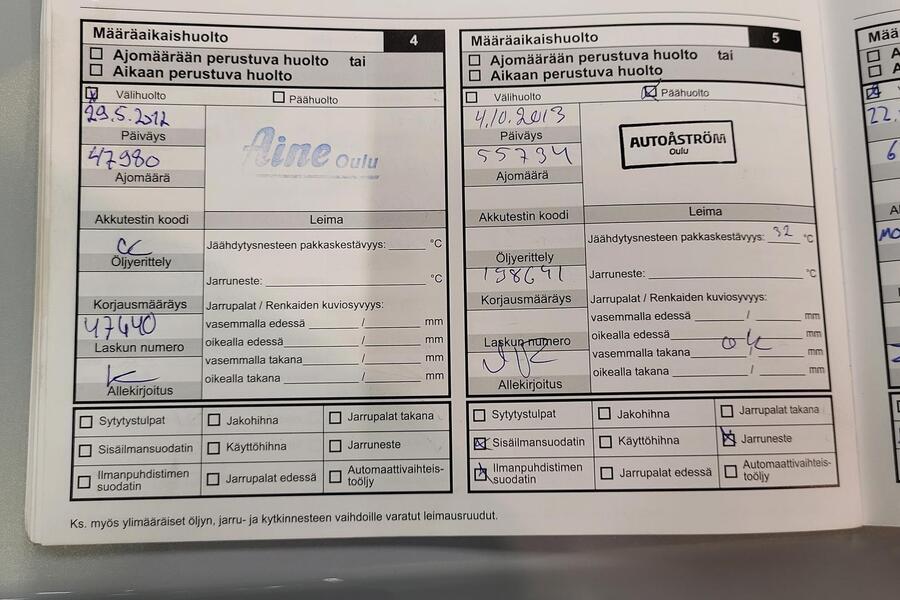 Määräaikaishuolto 4
Ajomäärään perustuva huolto tai
Aikaan perustuva huolto
Välihuolto Päähuolto
29.5.2012
Päiväys
47980
Ajomäärä
Aine Oulu
Akkutestin koodi
Leima
Öljyerittely
Jäähdytysnesteen pakkaskestävyys: °C
Jarruneste: °C
Korjausmääräys
Jarrupalat / Renkaiden kuviosyvyys:
47440
vasemmalla edessä / mm
Laskun numero
oikealla edessä / mm
vasemmalla takana / mm
Allekirjoitus
oikealla takana / mm
Sytytystulpat Jakohihna Jarrupalat takana
Sisäilmansuodatin Käyttöhihna Jarruneste
Ilmanpuhdistimen suodatin Jarrupalat edessä Automaattivaihteis-
töljy
Määräaikaishuolto 5
Ajomäärään perustuva huolto tai
Aikaan perustuva huolto
Välihuolto Päähuolto
4.10.2013
Päiväys
55734
Ajomäärä
AUTOÅSTRÖM
OULU
Akkutestin koodi
Leima
Öljyerittely
Jäähdytysnesteen pakkaskestävyys: 32 °C
Jarruneste: °C
Korjausmääräys
Jarrupalat / Renkaiden kuviosyvyys:
vasemmalla edessä / mm
Laskun numero
oikealla edessä / mm
ok
vasemmalla takana / mm
Allekirjoitus
oikealla takana / mm
Sytytystulpat Jakohihna Jarrupalat takana
Sisäilmansuodatin Käyttöhihna Jarruneste
Ilmanpuhdistimen suodatin Jarrupalat edessä Automaattivaihteis-
töljy
Ks. myös ylimääräiset öljyn, jarru- ja kytkinnesteen vaihdoille varatut leimausruudut.